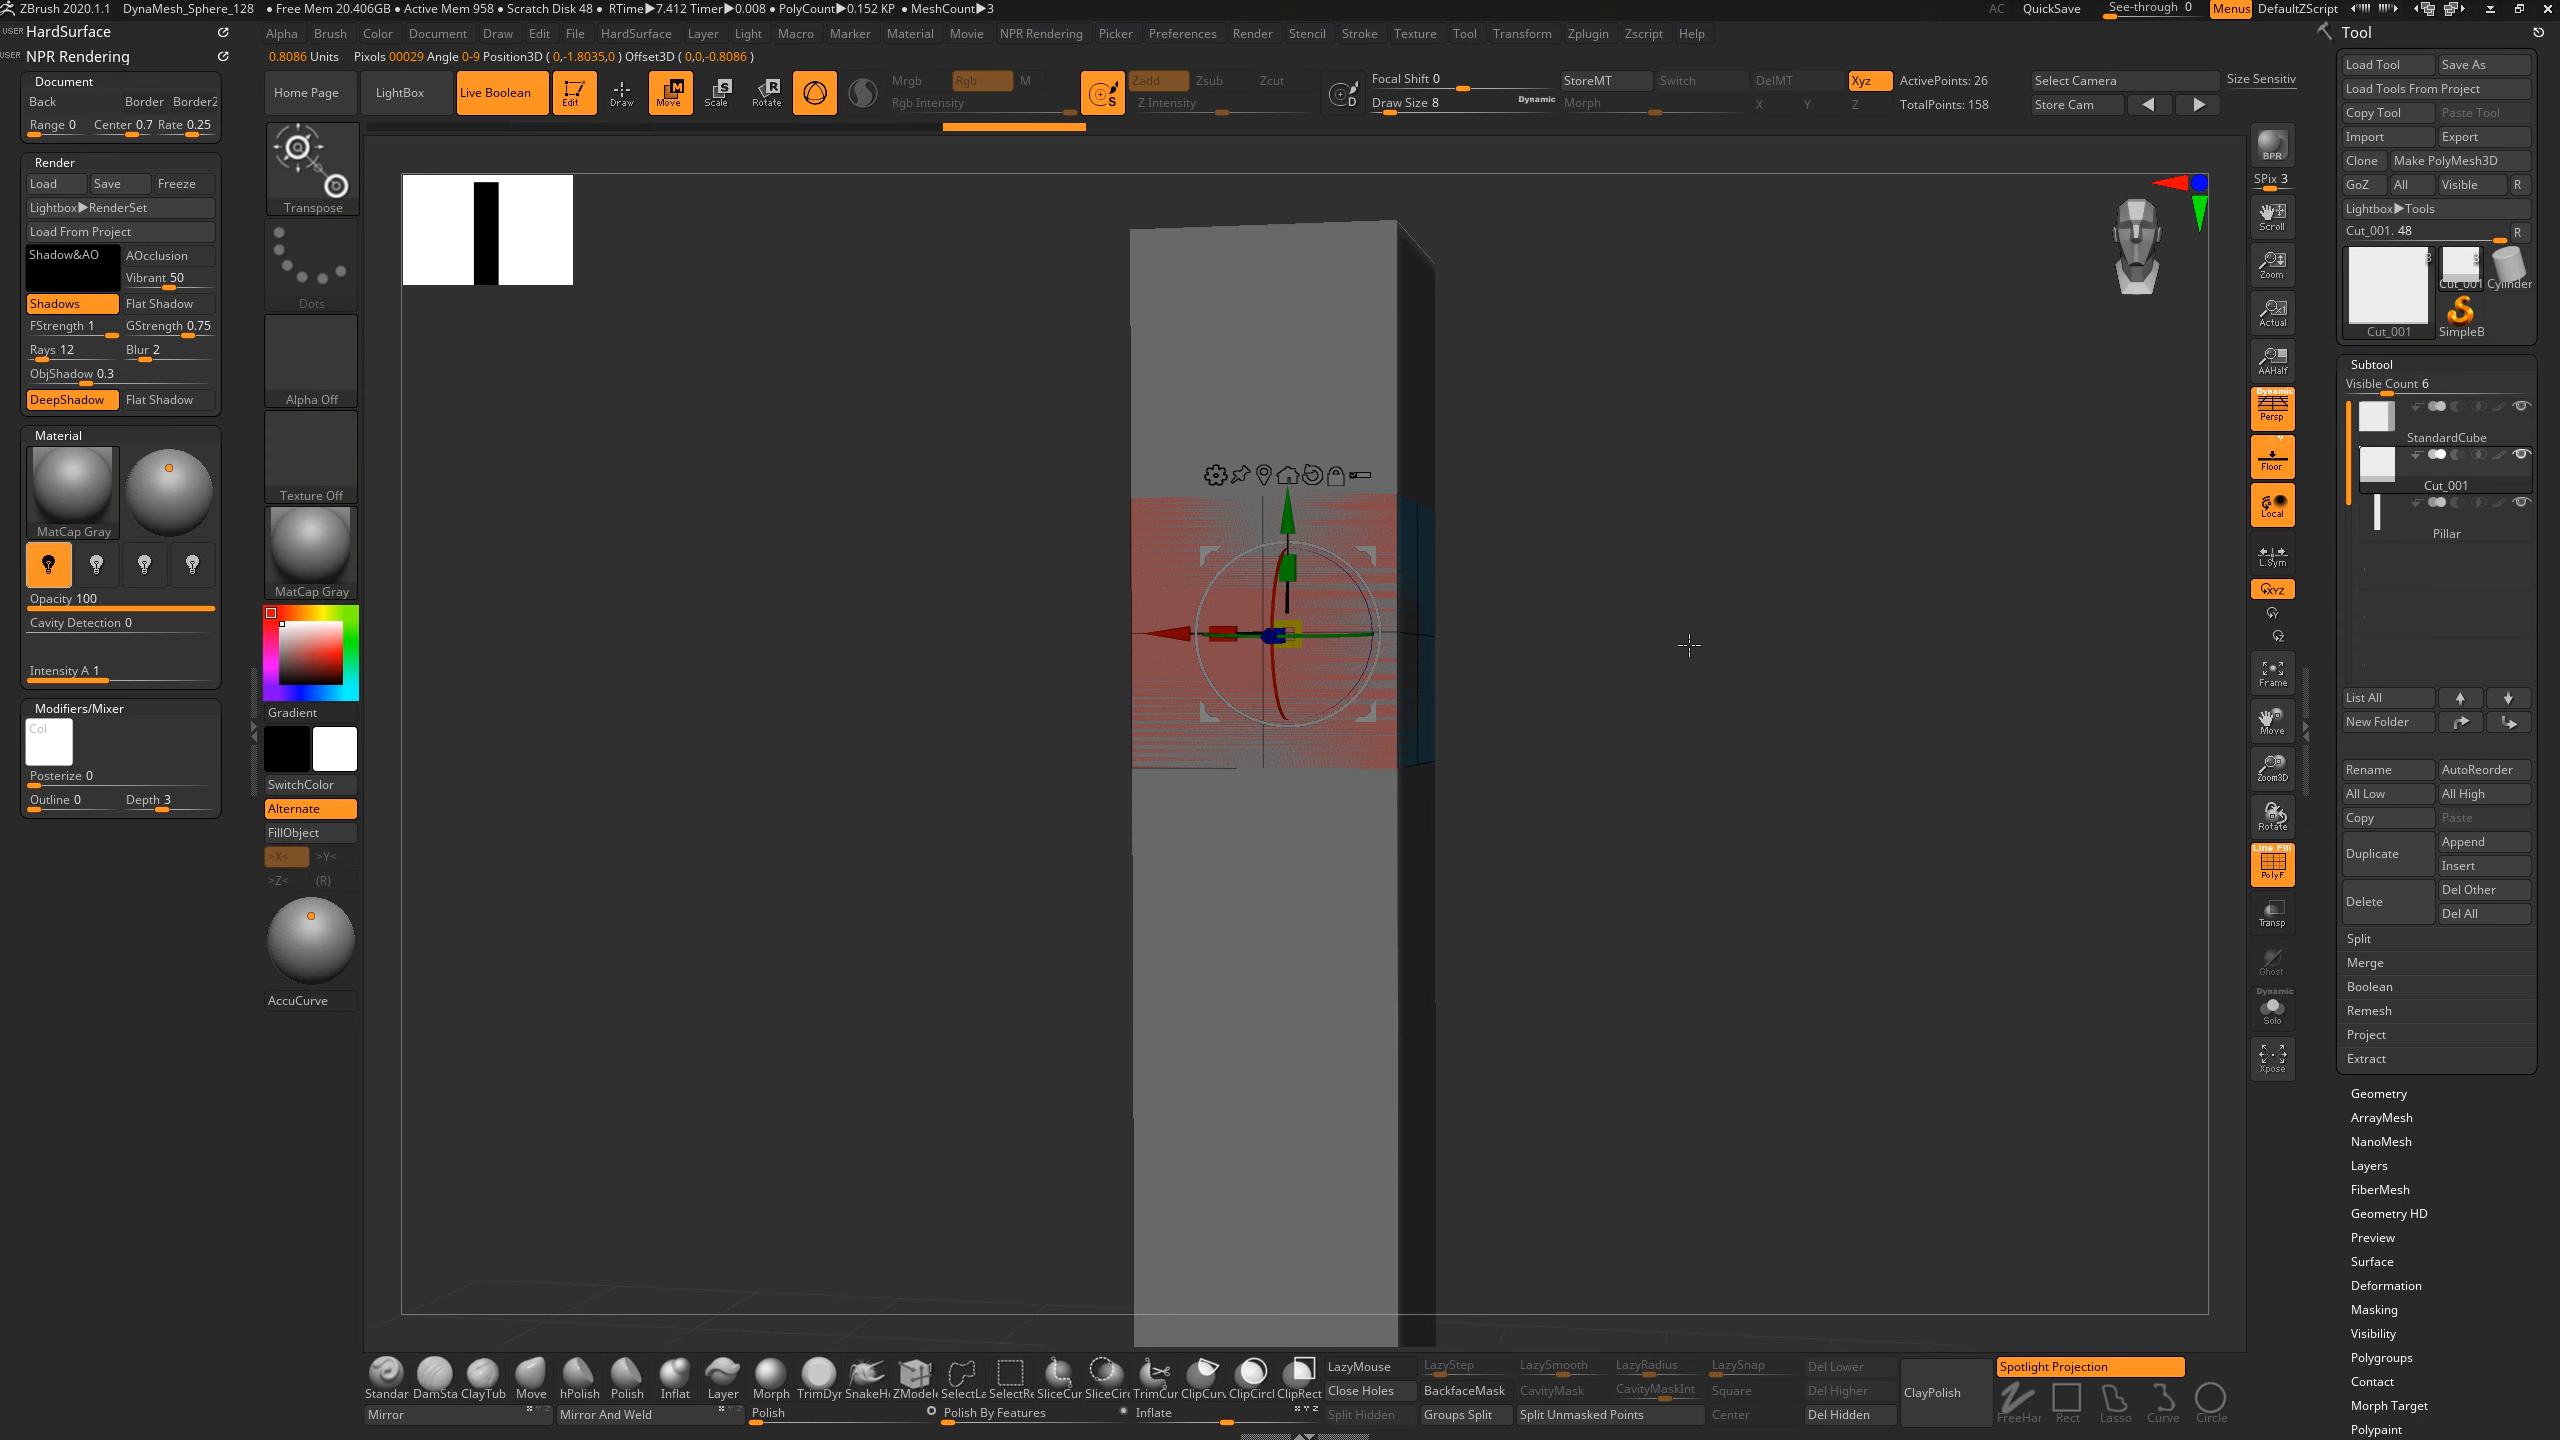 ZBrush 2020.1.1 DynaMesh_Sphere_128 • Free Mem 20.406GB • Active Mem 958 • Scratch Disk 48 • RTime▶7.412 Timer▶0.008 • PolyCount▶0.152 KP • MeshCount▶3 AC QuickSave See-through 0 Menus DefaultZScript
USER HardSurface
USER NPR Rendering
Alpha Brush Color Document Draw Edit File HardSurface Layer Light Macro Marker Material Movie NPR Rendering Picker Preferences Render Stencil Stroke Texture Tool Transform Zplugin Zscript Help
0.8086 Units Pixols 00029 Angle 0-9 Position3D ( 0,-1.8035,0 ) Offset3D ( 0,0,-0.8086 )
Home Page LightBox Live Boolean Edit Draw Move Scale Rotate
Mrgb Rgb M
Rgb Intensity
Zadd Zsub Zcut
Z Intensity
Focal Shift 0
Draw Size 8 Dynamic
StoreMT Switch DelMT
Morph X Y Z
Xyz
ActivePoints: 26
TotalPoints: 158
Select Camera
Store Cam
Size Sensitiv
Document
Back Border Border2
Range 0 Center 0.7 Rate 0.25
Render
Load Save Freeze
Lightbox▶RenderSet
Load From Project
Shadow&AO AOcclusion
Vibrant 50
Shadows Flat Shadow
FStrength 1 GStrength 0.75
Rays 12 Blur 2
ObjShadow 0.3
DeepShadow Flat Shadow
Material
MatCap Gray
Opacity 100
Cavity Detection 0
Intensity A 1
Modifiers/Mixer
Col
Posterize 0
Outline 0 Depth 3
Transpose
Dots
Alpha Off
Texture Off
MatCap Gray
Gradient
SwitchColor
Alternate
FillObject
>X< >Y<
>Z< (R)
AccuCurve
BPR
SPix 3
Scroll
Zoom
Actual
AAHalf
Dynamic
Persp
Floor
Local
L.Sym
XYZ
Y
Z
Frame
Move
Zoom3D
Rotate
Line Fill
PolyF
Transp
Ghost
Dynamic
Solo
Xpose
Tool
Load Tool Save As
Load Tools From Project
Copy Tool Paste Tool
Import Export
Clone Make PolyMesh3D
GoZ All Visible R
Lightbox▶Tools
Cut_001. 48 R
3 3
Cut_001 Cylinder
Cut_001 SimpleB
Subtool
Visible Count 6
StandardCube
Cut_001
Pillar
List All
New Folder
Rename AutoReorder
All Low All High
Copy Paste
Duplicate Append
Insert
Delete Del Other
Del All
Split
Merge
Boolean
Remesh
Project
Extract
Geometry
ArrayMesh
NanoMesh
Layers
FiberMesh
Geometry HD
Preview
Surface
Deformation
Masking
Visibility
Polygroups
Contact
Morph Target
Polypaint
Standar DamSta ClayTub Move hPolish Polish Inflat Layer Morph TrimDyr SnakeH ZModele SelectLa SelectRe SliceCur SliceCirc TrimCur ClipCurv ClipCircl ClipRect
Mirror Mirror And Weld Polish Polish By Features Inflate
LazyMouse LazyStep LazySmooth LazyRadius LazySnap Del Lower
Close Holes BackfaceMask CavityMask CavityMaskInt Square Del Higher
Split Hidden Groups Split Split Unmasked Points Center Del Hidden
ClayPolish
Spotlight Projection
FreeHar Rect Lasso Curve Circle